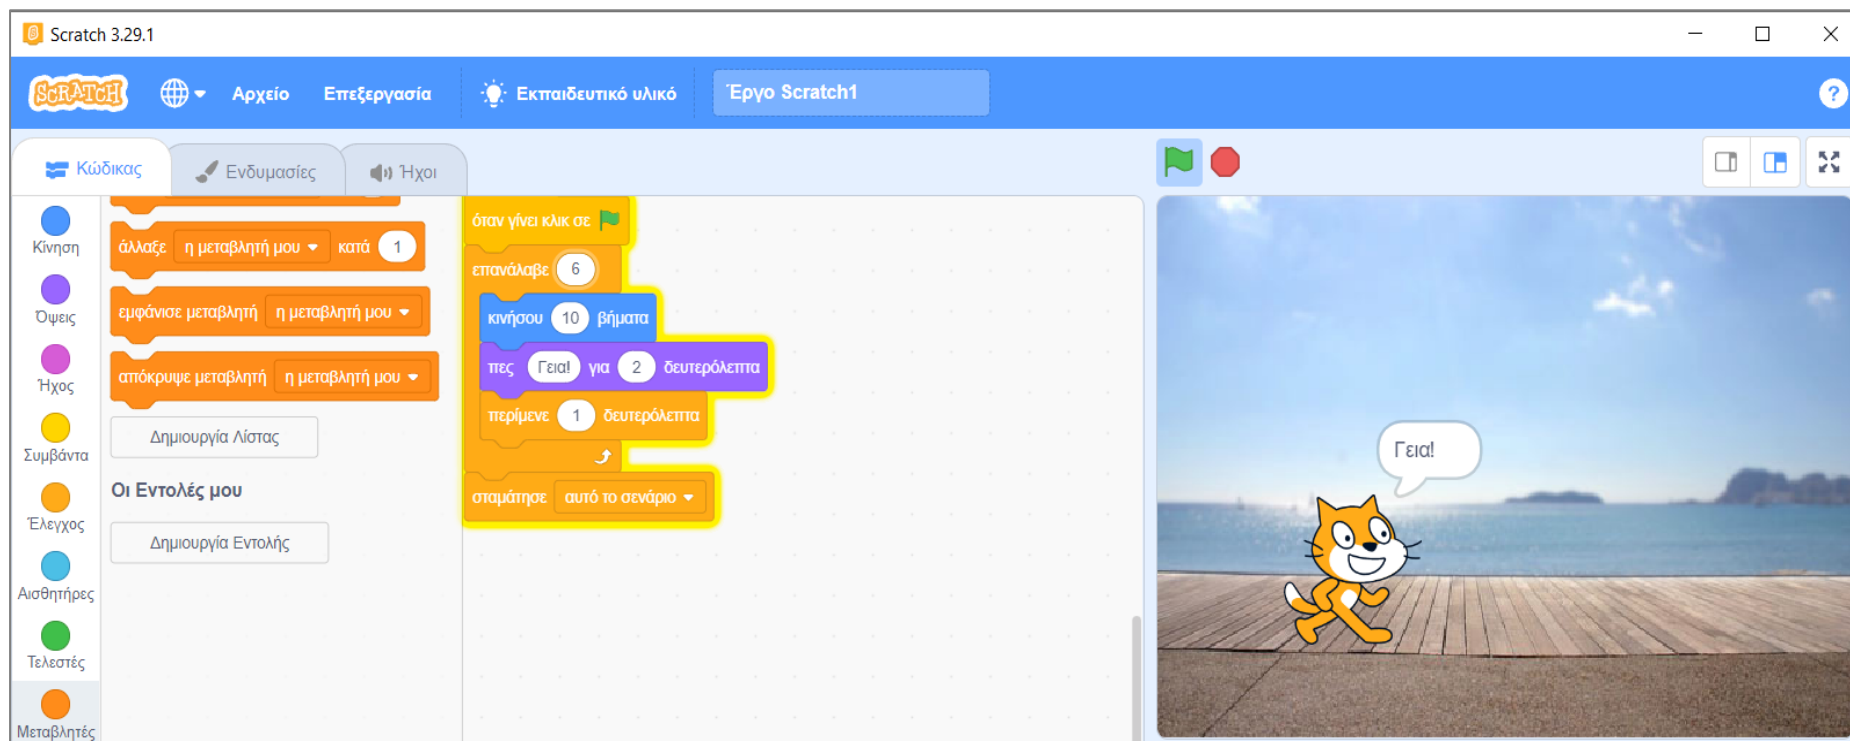 Scratch 3.29.1
SCRATCH
Αρχείο
Επεξεργασία
Εκπαιδευτικό υλικό
Έργο Scratch1
?
Κώδικας
Ενδυμασίες
Ήχοι
Κίνηση
Όψεις
Ήχος
Συμβάντα
Έλεγχος
Αισθητήρες
Τελεστές
Μεταβλητές
άλλαξε η μεταβλητή μου κατά 1
εμφάνισε μεταβλητή η μεταβλητή μου
απόκρυψε μεταβλητή η μεταβλητή μου
Δημιουργία Λίστας
Οι Εντολές μου
Δημιουργία Εντολής
όταν γίνει κλικ σε
επανάλαβε 6
κινήσου 10 βήματα
πες Γεια! για 2 δευτερόλεπτα
περίμενε 1 δευτερόλεπτα
σταμάτησε αυτό το σενάριο
Γεια!